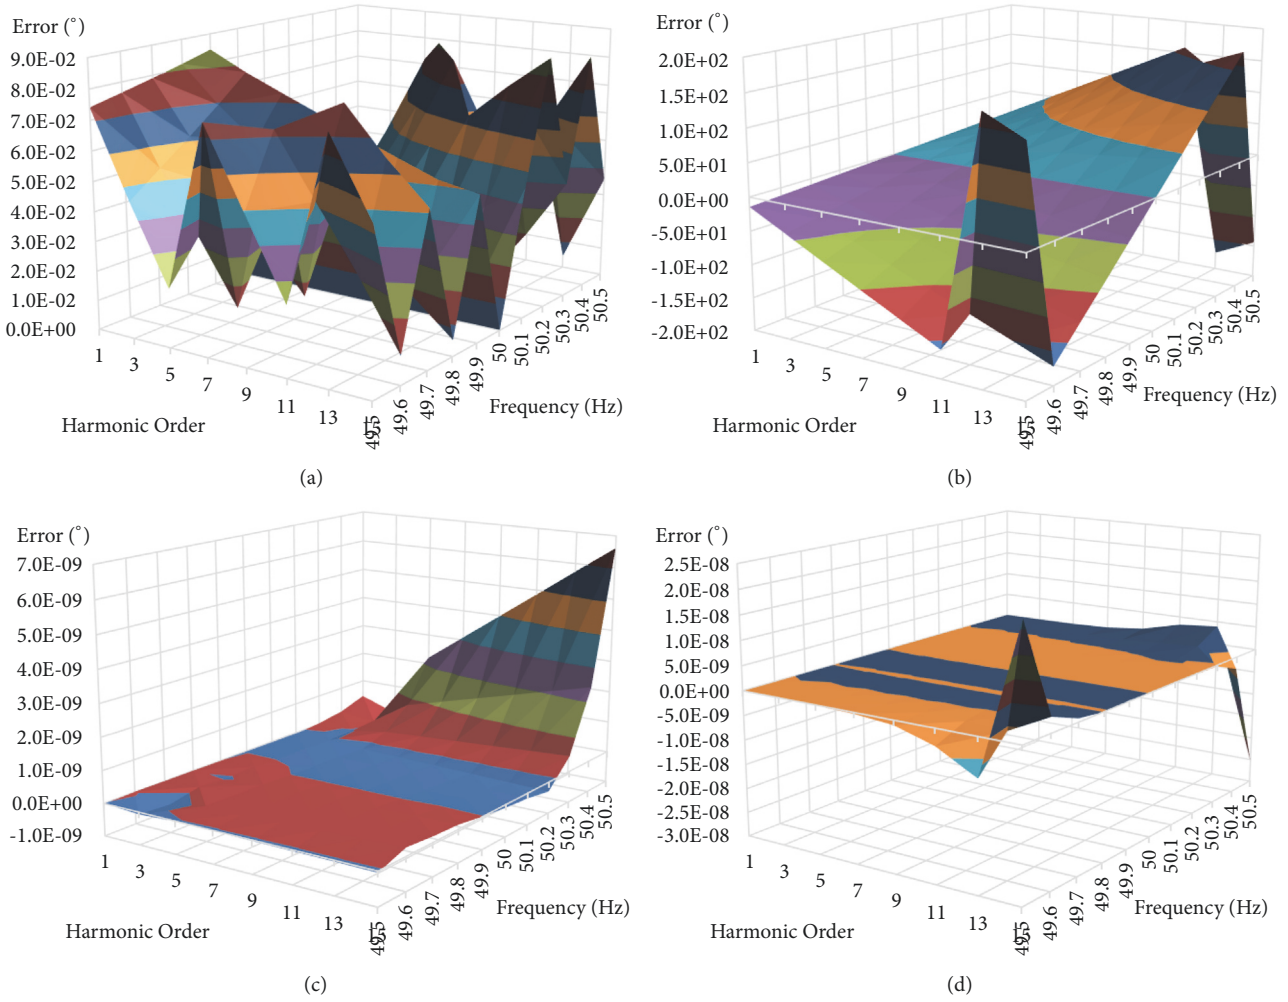 Error (°)
9.0E-02
8.0E-02
7.0E-02
6.0E-02
5.0E-02
4.0E-02
3.0E-02
2.0E-02
1.0E-02
0.0E+00
1
3
5
7
9
11
13
15
Harmonic Order
49.5
49.6
49.7
49.8
49.9
50
50.1
50.2
50.3
50.4
50.5
Frequency (Hz)
(a)
Error (°)
2.0E+02
1.5E+02
1.0E+02
5.0E+01
0.0E+00
-5.0E+01
-1.0E+02
-1.5E+02
-2.0E+02
1
3
5
7
9
11
13
15
Harmonic Order
49.5
49.6
49.7
49.8
49.9
50
50.1
50.2
50.3
50.4
50.5
Frequency (Hz)
(b)
Error (°)
7.0E-09
6.0E-09
5.0E-09
4.0E-09
3.0E-09
2.0E-09
1.0E-09
0.0E+00
-1.0E-09
1
3
5
7
9
11
13
15
Harmonic Order
49.5
49.6
49.7
49.8
49.9
50
50.1
50.2
50.3
50.4
50.5
Frequency (Hz)
(c)
Error (°)
2.5E-08
2.0E-08
1.5E-08
1.0E-08
5.0E-09
0.0E+00
-5.0E-09
-1.0E-08
-1.5E-08
-2.0E-08
-2.5E-08
-3.0E-08
1
3
5
7
9
11
13
15
Harmonic Order
49.5
49.6
49.7
49.8
49.9
50
50.1
50.2
50.3
50.4
50.5
Frequency (Hz)
(d)